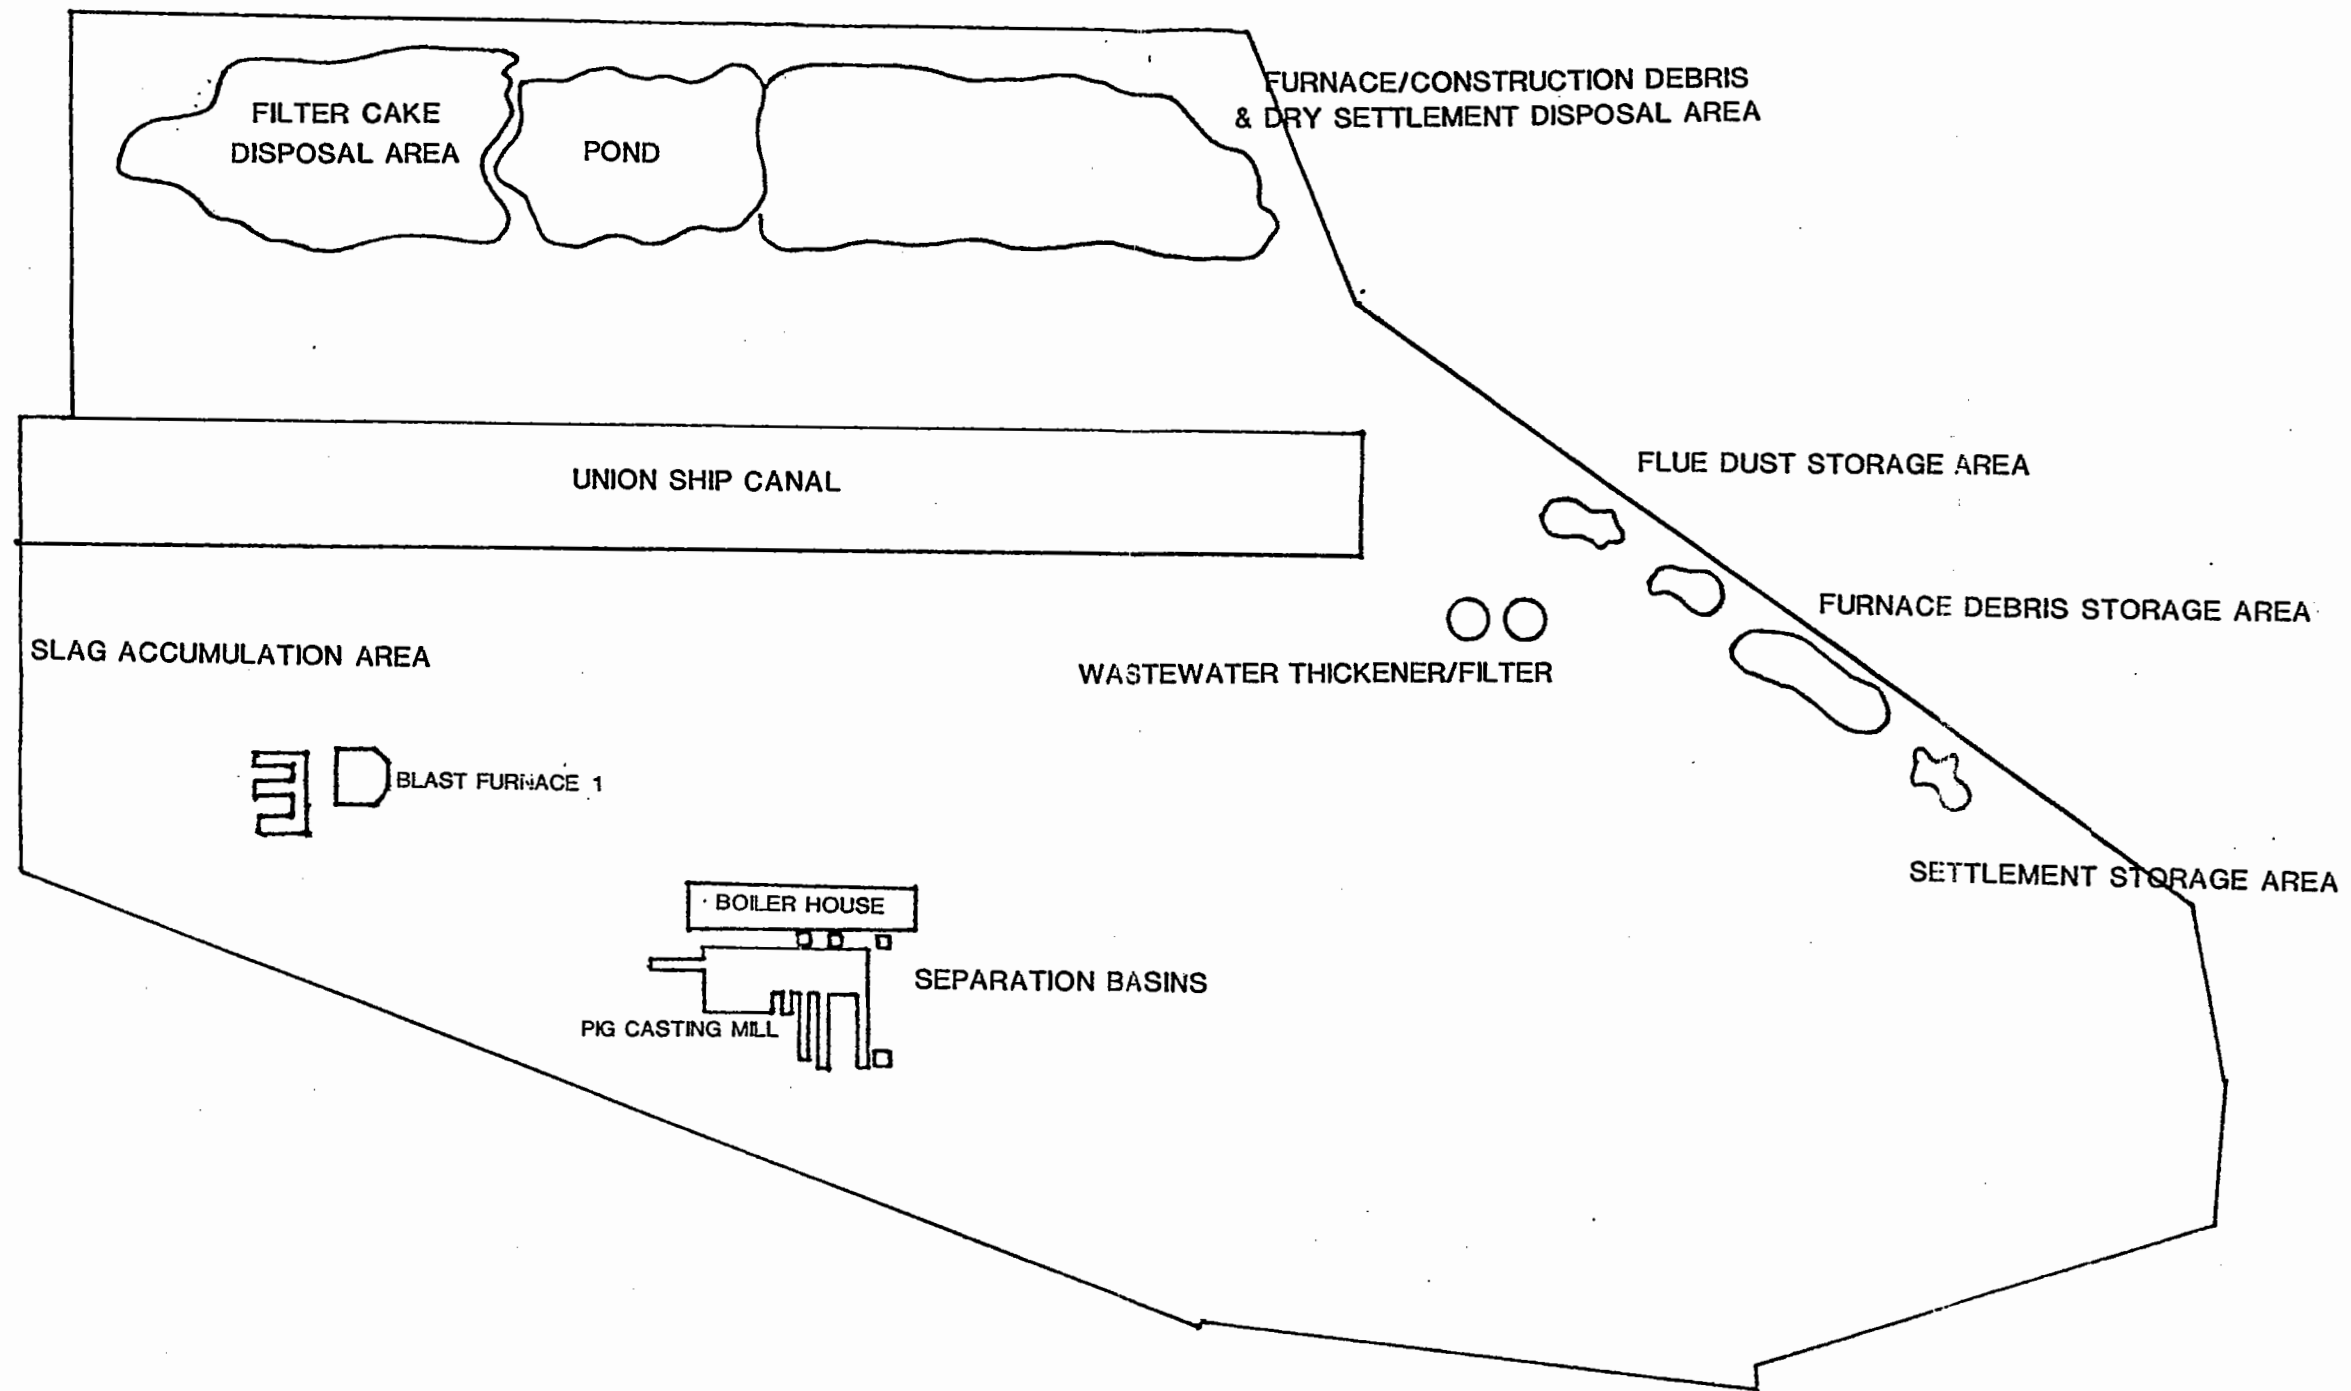 FURNACE/CONSTRUCTION DEBRIS
& DRY SETTLEMENT DISPOSAL AREA
FILTER CAKE
DISPOSAL AREA
POND
UNION SHIP CANAL
FLUE DUST STORAGE AREA
FURNACE DEBRIS STORAGE AREA
SLAG ACCUMULATION AREA
WASTEWATER THICKENER/FILTER
BLAST FURNACE 1
SETTLEMENT STORAGE AREA
BOILER HOUSE
SEPARATION BASINS
PIG CASTING MILL